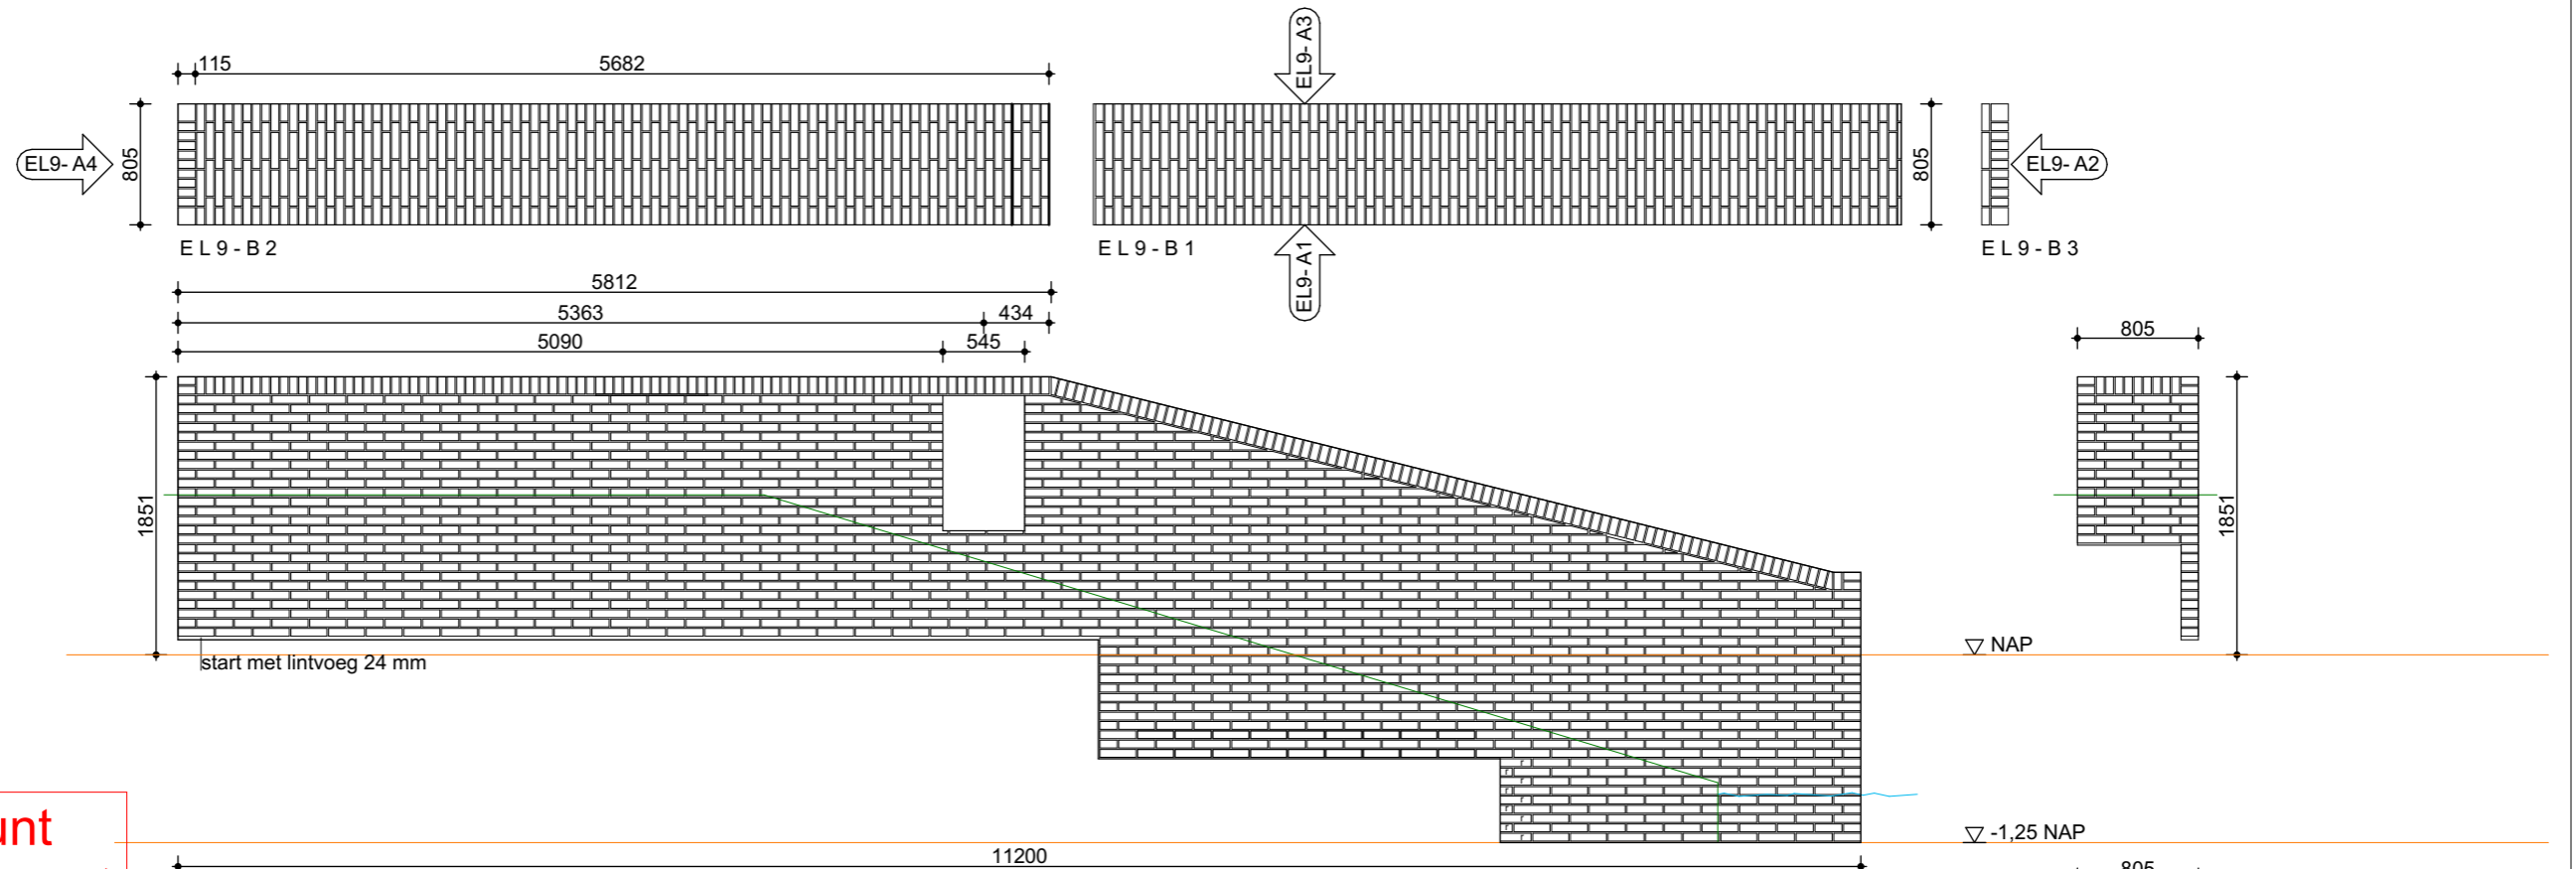 EL9- A3
115
5682
EL9- A4
805
805
EL9- A2
E L 9 - B 2
E L 9 - B 1
E L 9 - B 3
EL9- A1
5812
5363
434
5090
545
805
1851
1851
NAP
start met lintvoeg 24 mm
unt
-1,25 NAP
11200
805